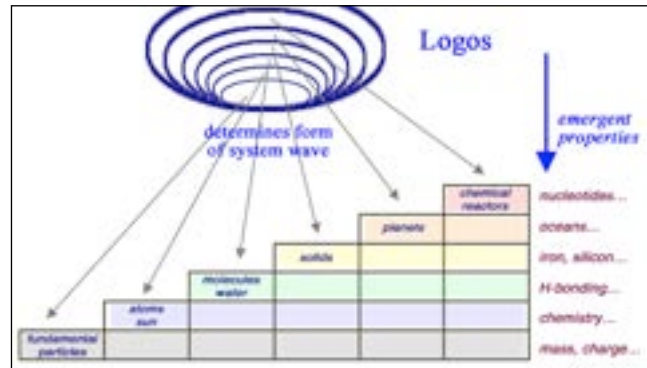 Logos
determines form
of system wave
emergent
properties
chemical
reactors
nucleotides...
planets
oceans...
solids
iron, silicon...
molecules
water
H-bonding...
atoms
sun
chemistry...
fundamental
particles
mass, charge...